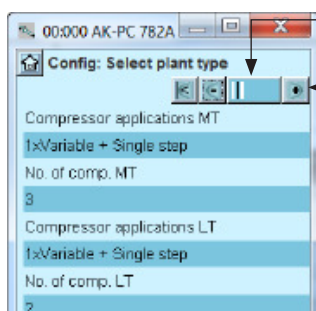 00:000 AK-PC 782A
Config: Select plant type
Compressor applications MT
1xVariable + Single step
No. of comp. MT
3
Compressor applications LT
1xVariable + Single step
No. of comp. LT
2